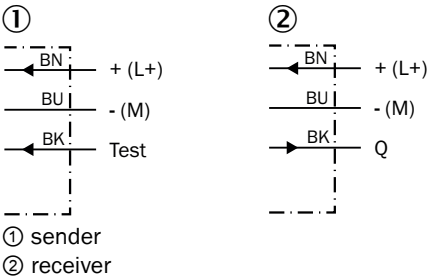 ① ②
BN + (L+) BN + (L+)
BU - (M) BU - (M)
BK Test BK Q
① sender
② receiver